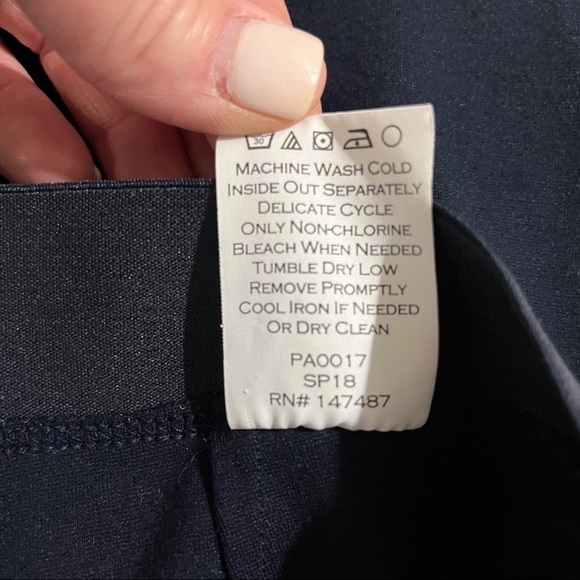 30
MACHINE WASH COLD
INSIDE OUT SEPARATELY
DELICATE CYCLE
ONLY NON-CHLORINE
BLEACH WHEN NEEDED
TUMBLE DRY LOW
REMOVE PROMPTLY
COOL IRON IF NEEDED
OR DRY CLEAN
PA0017
SP18
RN# 147487